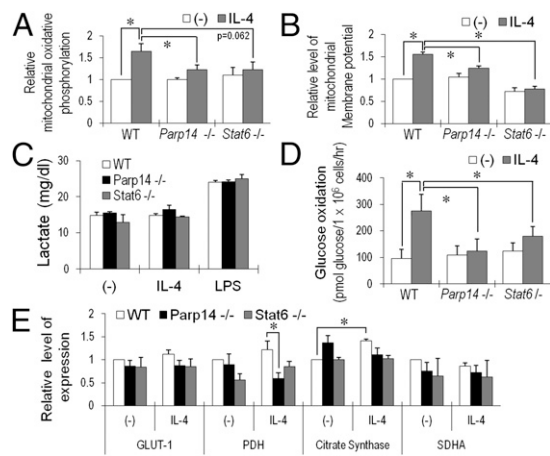 A
(-) IL-4
Relative
mitochondrial oxidative
phosphorylation
2
1.5
1
0.5
0
*
*
p=0.062
WT Parp14 -/- Stat6 -/-
B
(-) IL-4
Relative level of
mitochondrial
Membrane potential
2
1.5
1
0.5
0
*
*
*
WT Parp14 -/- Stat6 -/-
C
WT
Parp14 -/-
Stat6 -/-
Lactate (mg/dl)
30
20
10
0
(-) IL-4 LPS
D
(-) IL-4
Glucose oxidation
(pmol glucose/1 x 10⁶ cells/hr)
400
300
200
100
0
*
*
*
WT Parp14 -/- Stat6 /-
E
WT Parp14 -/- Stat6 -/-
Relative level of
expression
2
1.5
1
0.5
0
*
*
(-) IL-4 (-) IL-4 (-) IL-4 (-) IL-4
GLUT-1 PDH Citrate Synthase SDHA